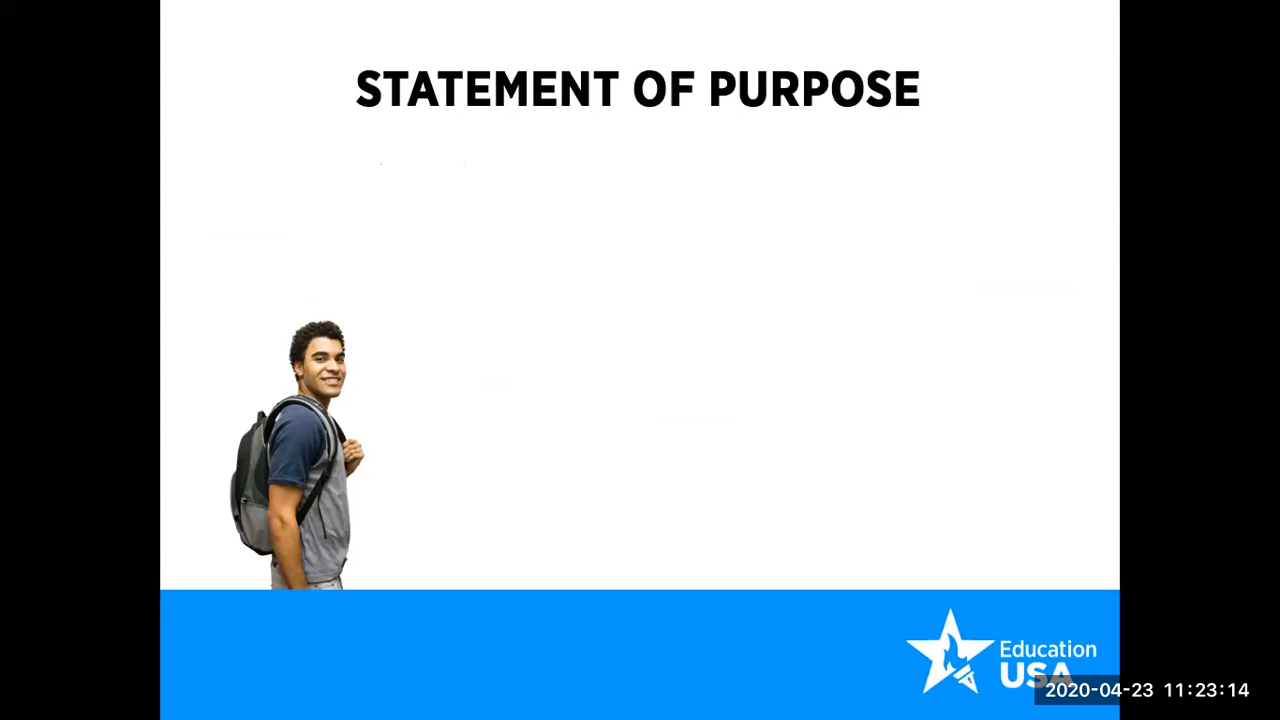 STATEMENT OF PURPOSE
Education
USA
2020-04-23 11:23:14